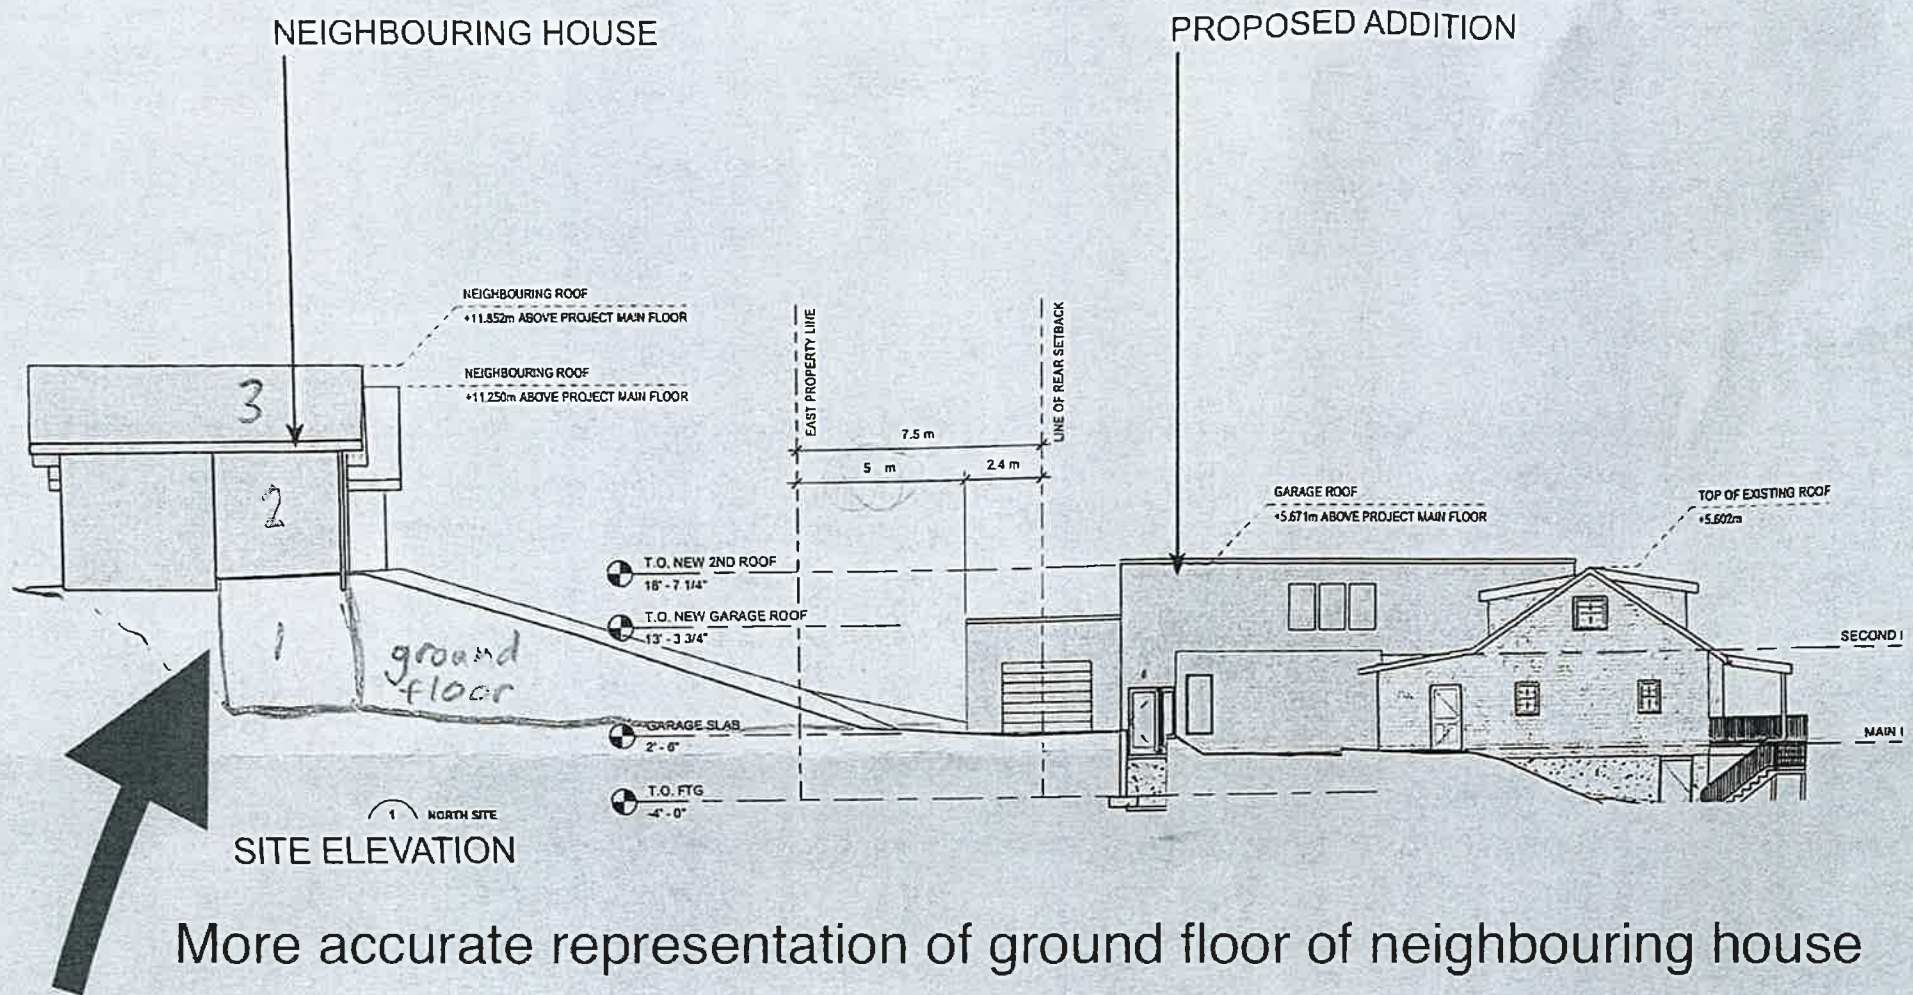 NEIGHBOURING HOUSE
PROPOSED ADDITION
NEIGHBOURING ROOF
+11.852m ABOVE PROJECT MAIN FLOOR
NEIGHBOURING ROOF
+11.250m ABOVE PROJECT MAIN FLOOR
EAST PROPERTY LINE
LINE OF REAR SETBACK
7.5 m
5 m
2.4 m
3
2
1
ground
floor
GARAGE ROOF
+5.671m ABOVE PROJECT MAIN FLOOR
TOP OF EXISTING ROOF
+5.602m
T.O. NEW 2ND ROOF
18' - 7 1/4"
T.O. NEW GARAGE ROOF
13' - 3 3/4"
SECOND
GARAGE SLAB
2' - 6"
MAIN
T.O. FTG
-4' - 0"
1 NORTH SITE
SITE ELEVATION
More accurate representation of ground floor of neighbouring house